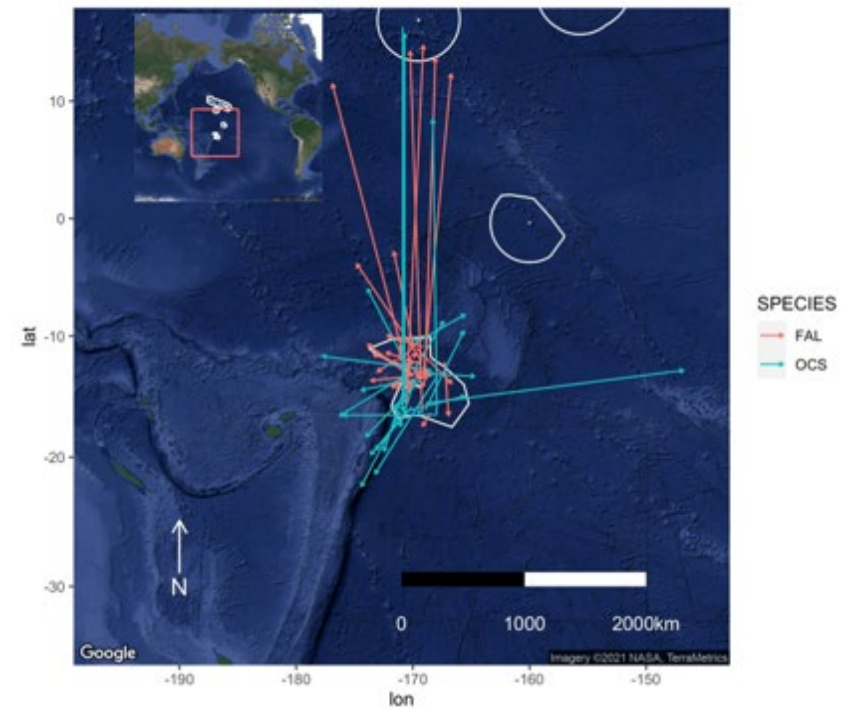 lat
10
0
-10
-20
-30
N
0 1000 2000km
Google
Imagery ©2021 NASA, TerraMetrics
-190 -180 -170 -160 -150
lon
SPECIES
FAL
OCS